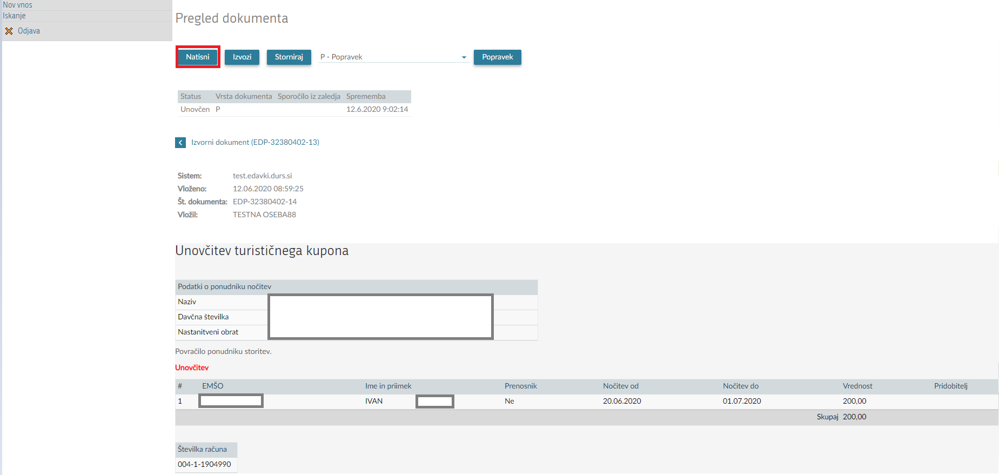 Nov vnos
Iskanje
Odjava
Pregled dokumenta
Natisni Izvozi Storniraj P - Popravek Popravek
Status Vrsta dokumenta Sporočilo iz zaledja Sprememba
Unovčen P 12.6.2020 9:02:14
Izvorni dokument (EDP-32380402-13)
Sistem: test.edavki.durs.si
Vloženo: 12.06.2020 08:59:25
Št. dokumenta: EDP-32380402-14
Vložil: TESTNA OSEBA88
Unovčitev turističnega kupona
Podatki o ponudniku nočitev
Naziv
Davčna številka
Nastanitveni obrat
Povračilo ponudniku storitev.
Unovčitev
# EMŠO Ime in priimek Prenosnik Nočitev od Nočitev do Vrednost Pridobitelj
1 IVAN Ne 20.06.2020 01.07.2020 200,00
Skupaj 200,00
Številka računa
004-1-1904990